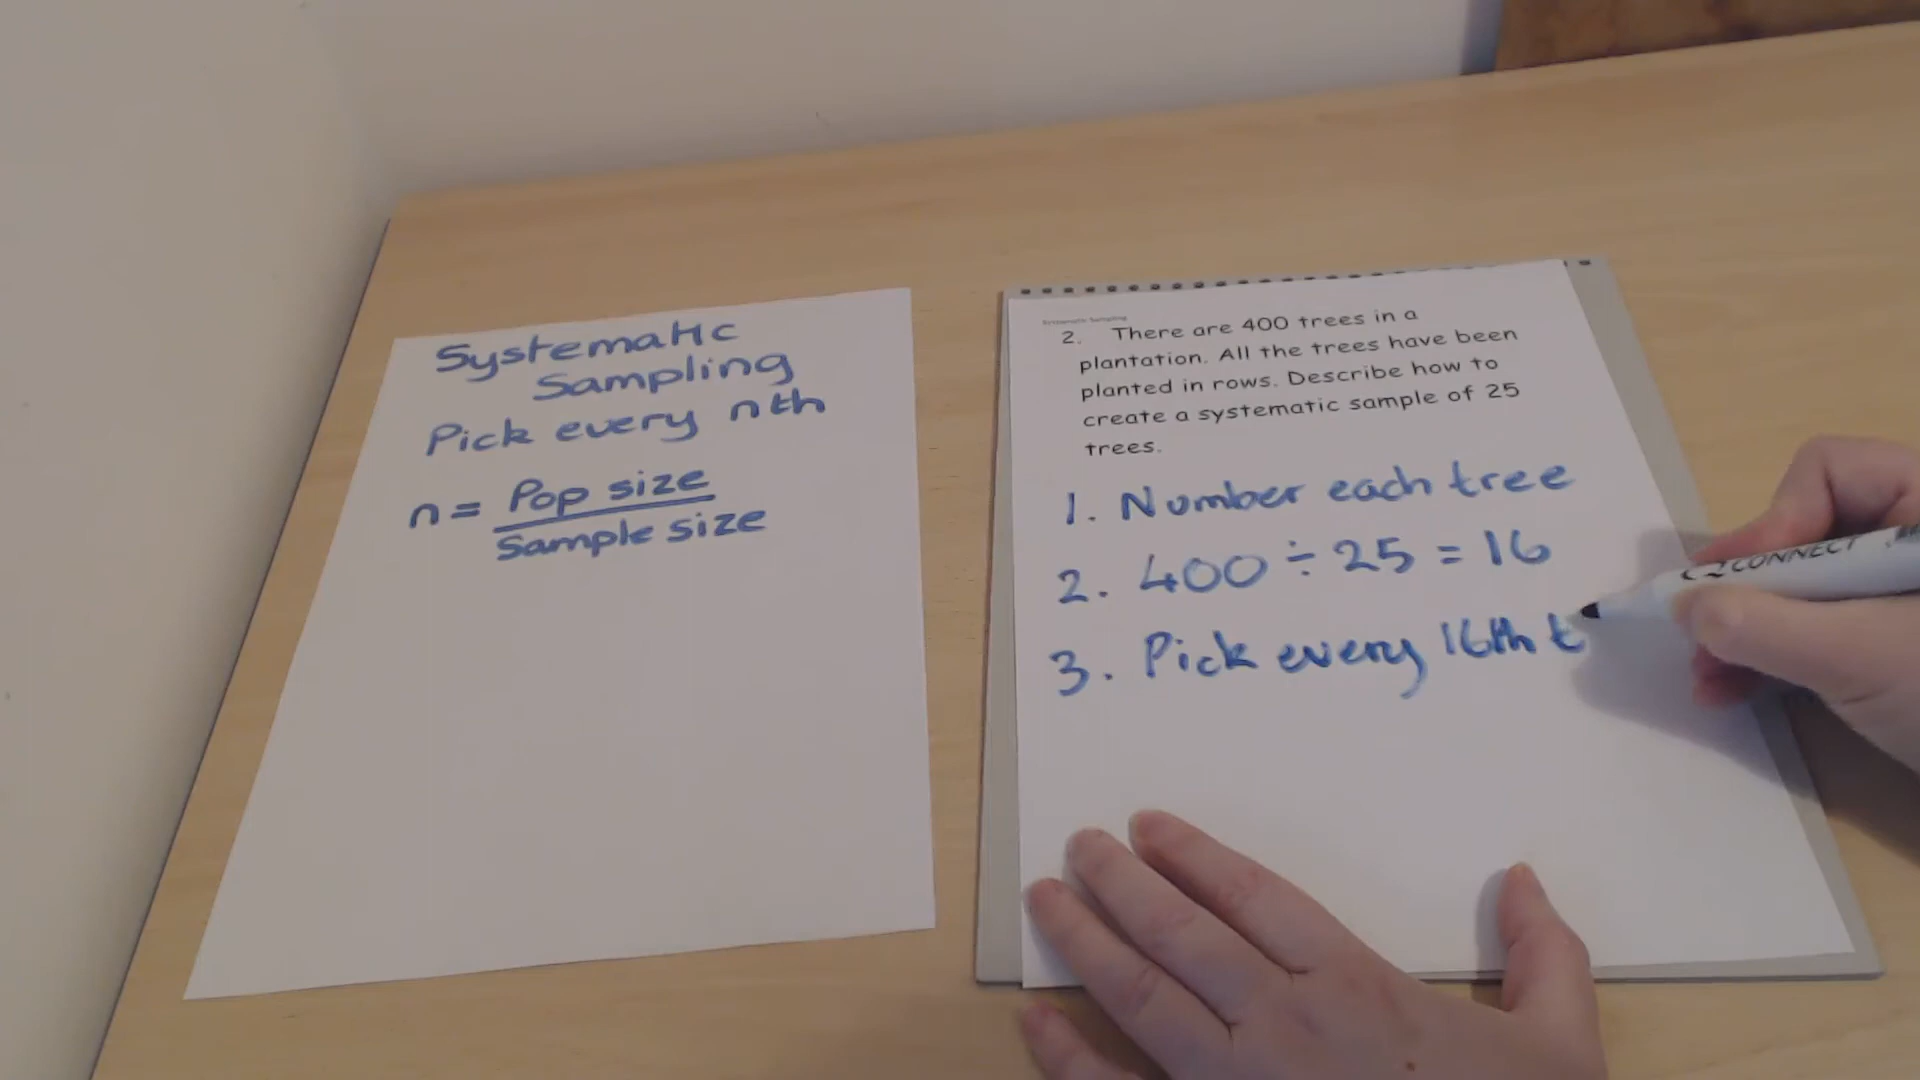 Systematic
Sampling
Pick every nth
n = Pop size
Sample size
Systematic Sampling
2. There are 400 trees in a
plantation. All the trees have been
planted in rows. Describe how to
create a systematic sample of 25
trees.
1. Number each tree
2. 400 ÷ 25 = 16
3. Pick every 16th t
CONNECT